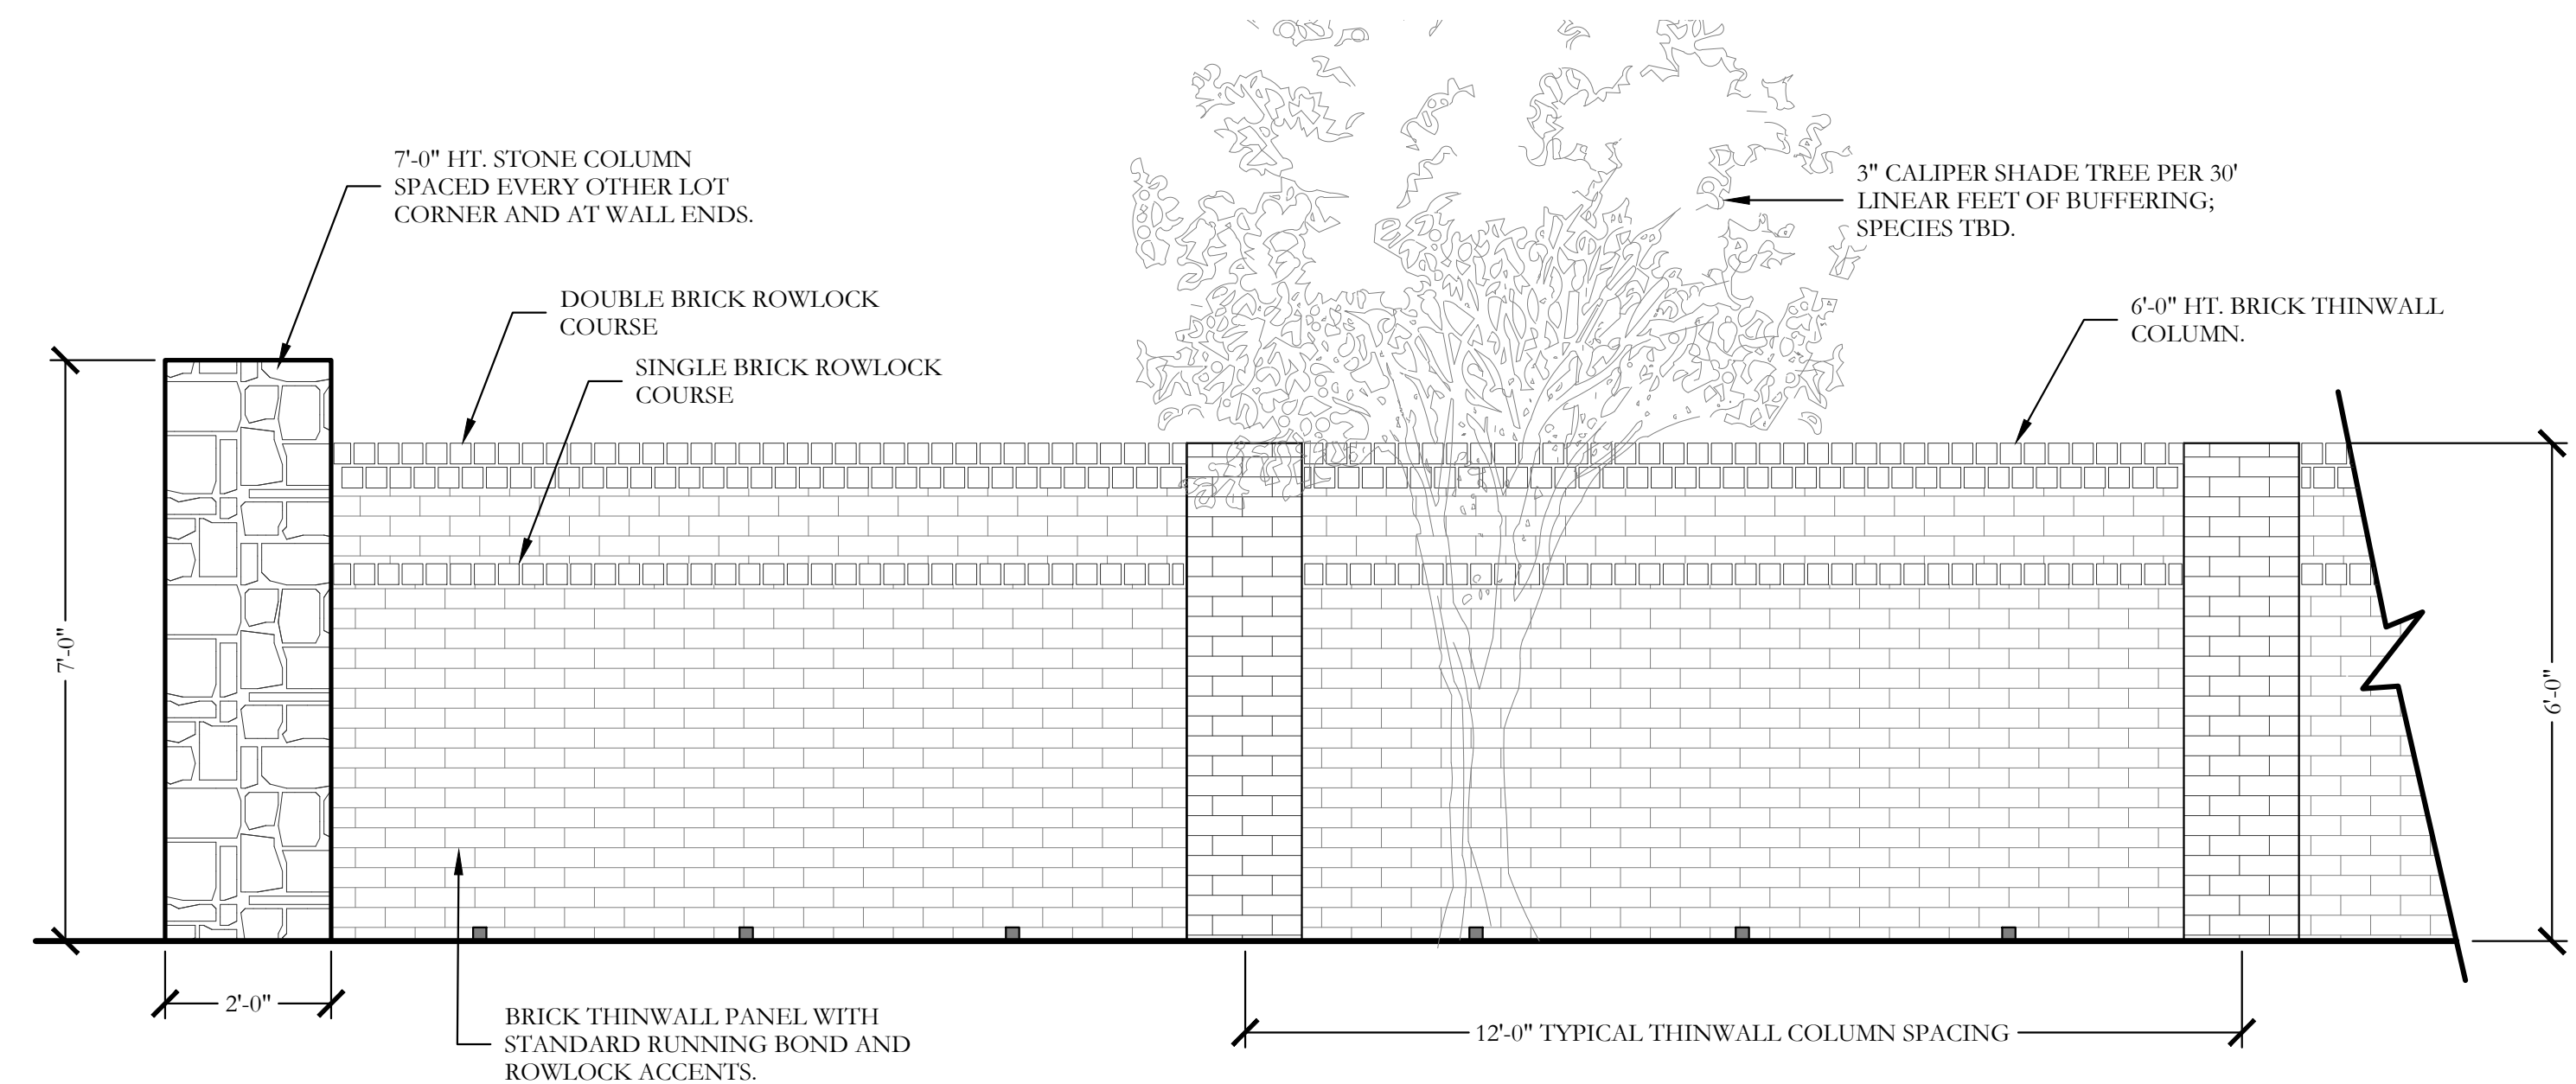 7'-0" HT. STONE COLUMN
SPACED EVERY OTHER LOT
CORNER AND AT WALL ENDS.
3" CALIPER SHADE TREE PER 30'
LINEAR FEET OF BUFFERING;
SPECIES TBD.
DOUBLE BRICK ROWLOCK
COURSE
6'-0" HT. BRICK THINWALL
COLUMN.
SINGLE BRICK ROWLOCK
COURSE
7'-0"
6'-0"
2'-0"
BRICK THINWALL PANEL WITH
STANDARD RUNNING BOND AND
ROWLOCK ACCENTS.
12'-0" TYPICAL THINWALL COLUMN SPACING